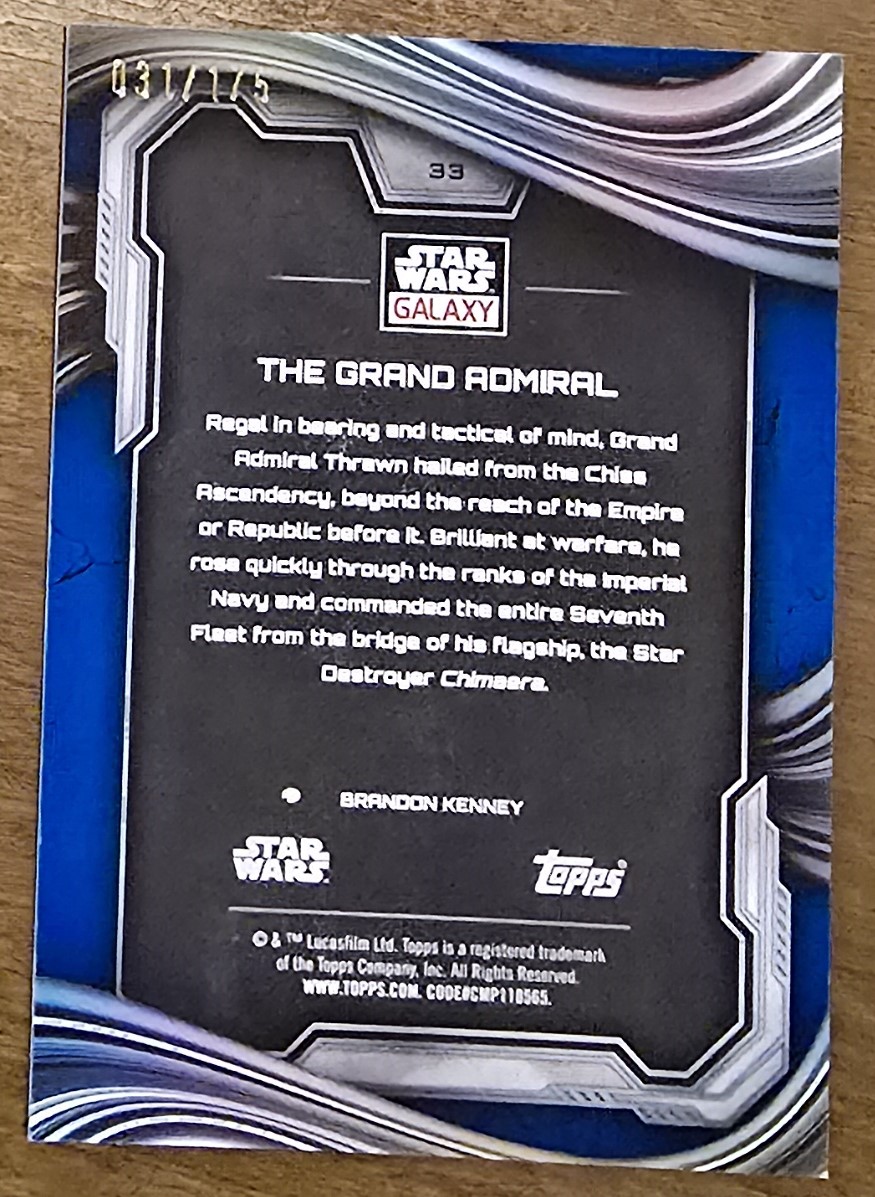 031/175
33
STAR
WARS
GALAXY
THE GRAND ADMIRAL
Regal in bearing and tactical of mind, Grand
Admiral Thrawn hailed from the Chiss
Ascendency, beyond the reach of the Empire
or Republic before it. Brilliant at warfare, he
rose quickly through the ranks of the Imperial
Navy and commanded the entire Seventh
Fleet from the bridge of his flagship, the Star
Destroyer Chimaera.
BRANDON KENNEY
STAR
WARS
Topps®
© & ™ Lucasfilm Ltd. Topps is a registered trademark
of the Topps Company, Inc. All Rights Reserved.
WWW.TOPPS.COM. CODE#CMP118565.